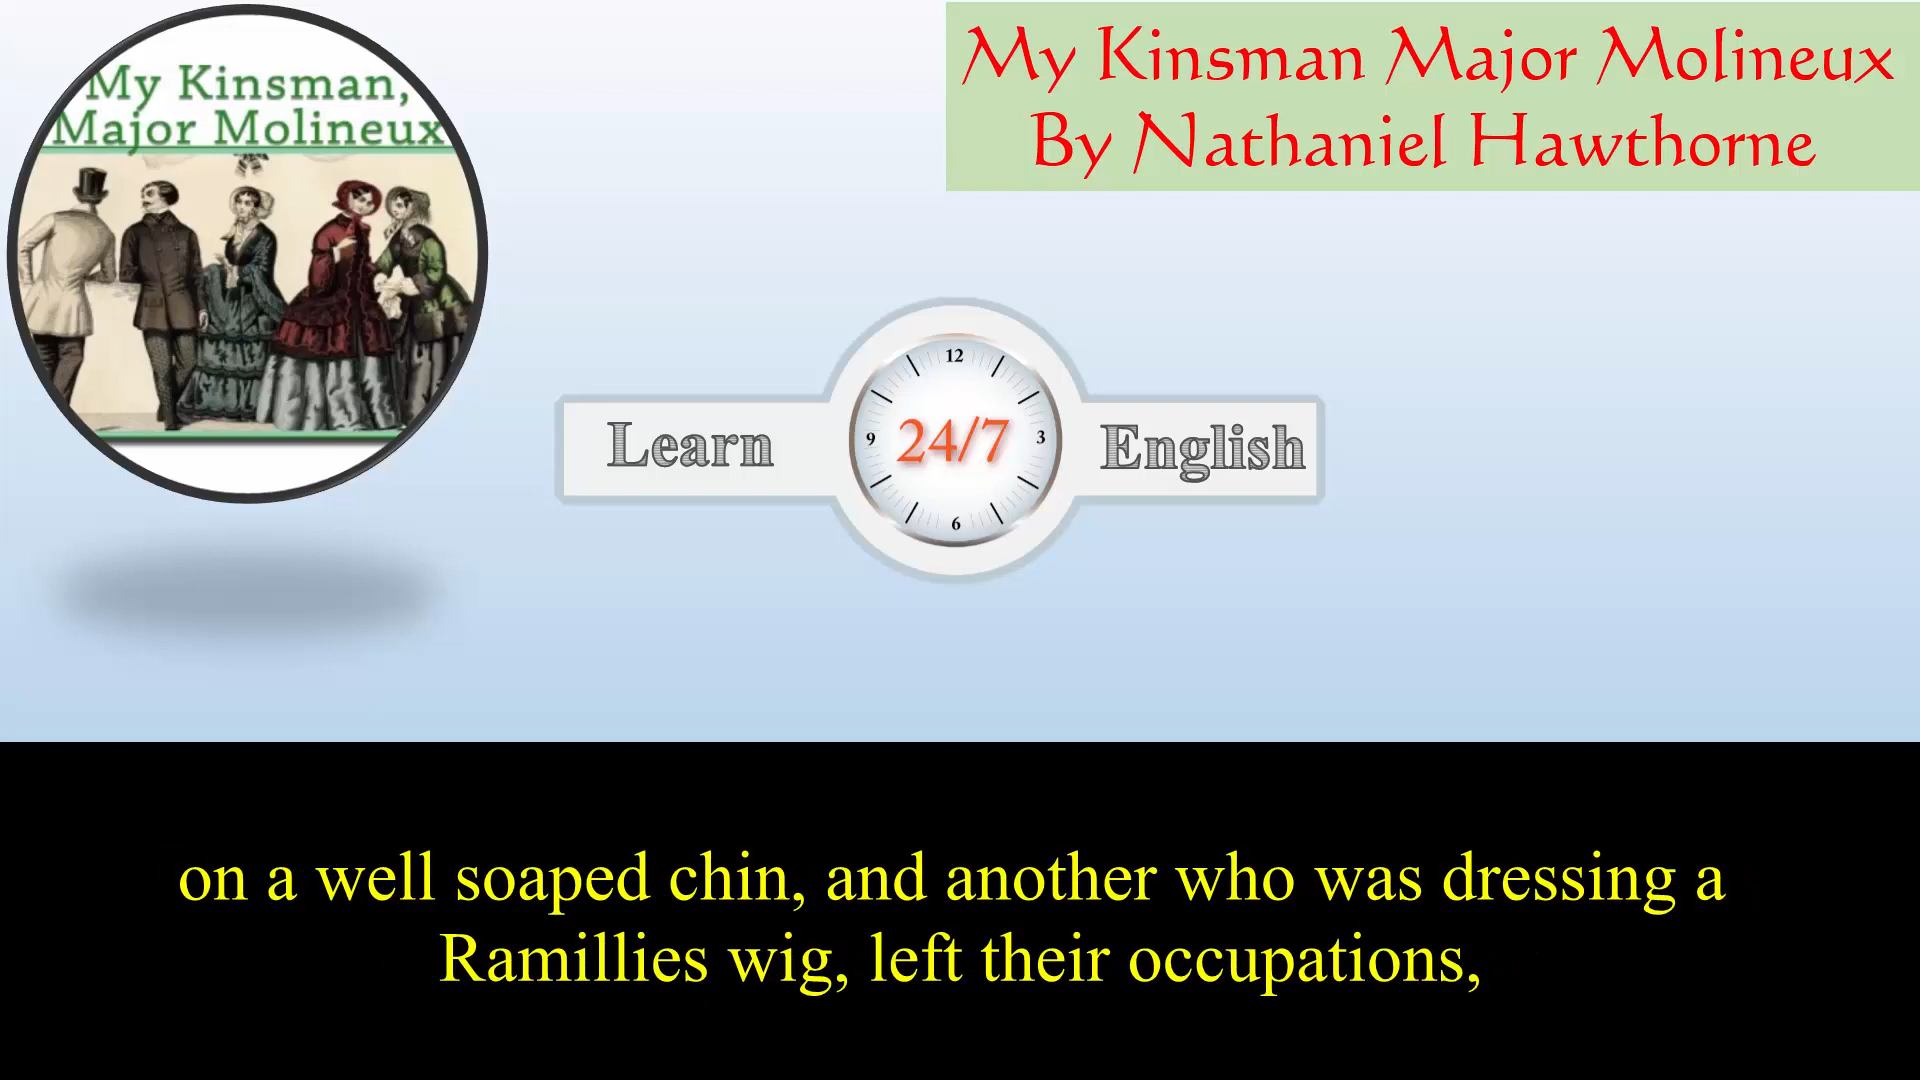 My Kinsman,
Major Molineux
My Kinsman Major Molineux
By Nathaniel Hawthorne
12
Learn
9
24/7
3
English
6
on a well soaped chin, and another who was dressing a
Ramillies wig, left their occupations,